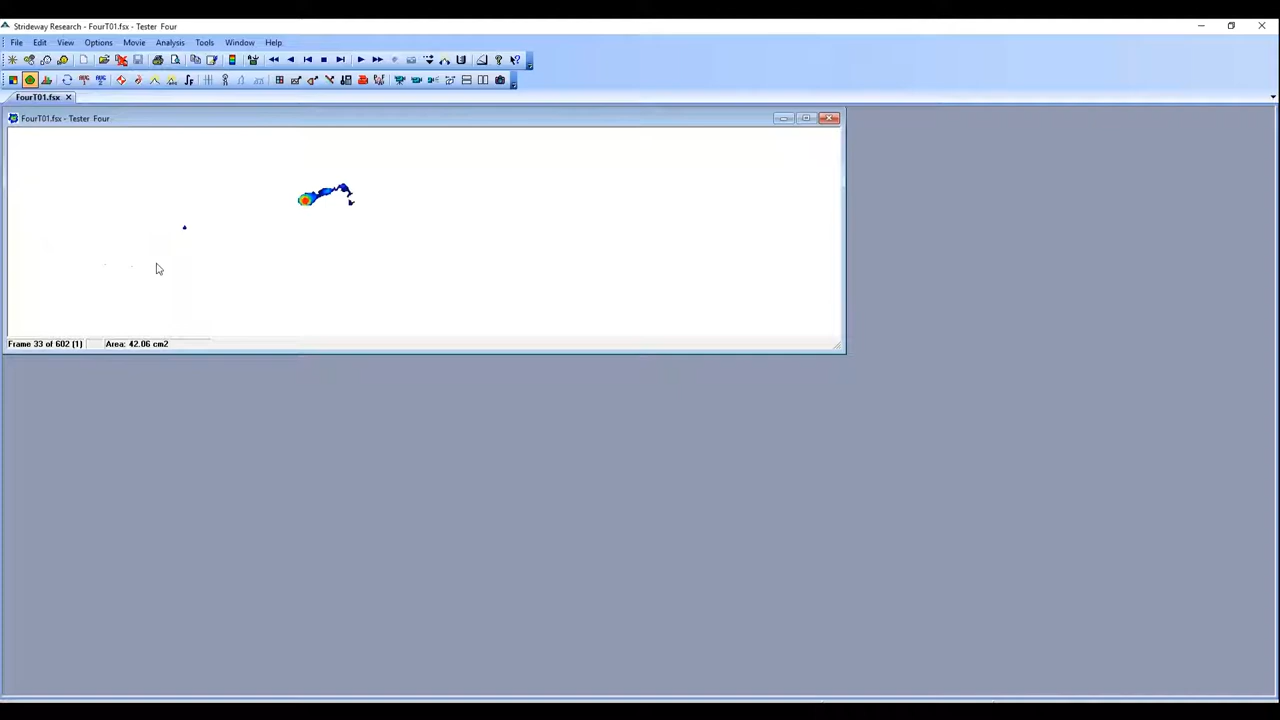 Strideway Research - FourT01.fsx - Tester Four
File Edit View Options Movie Analysis Tools Window Help
FourT01.fsx
FourT01.fsx - Tester Four
Frame 33 of 602 (1) Area: 42.06 cm2